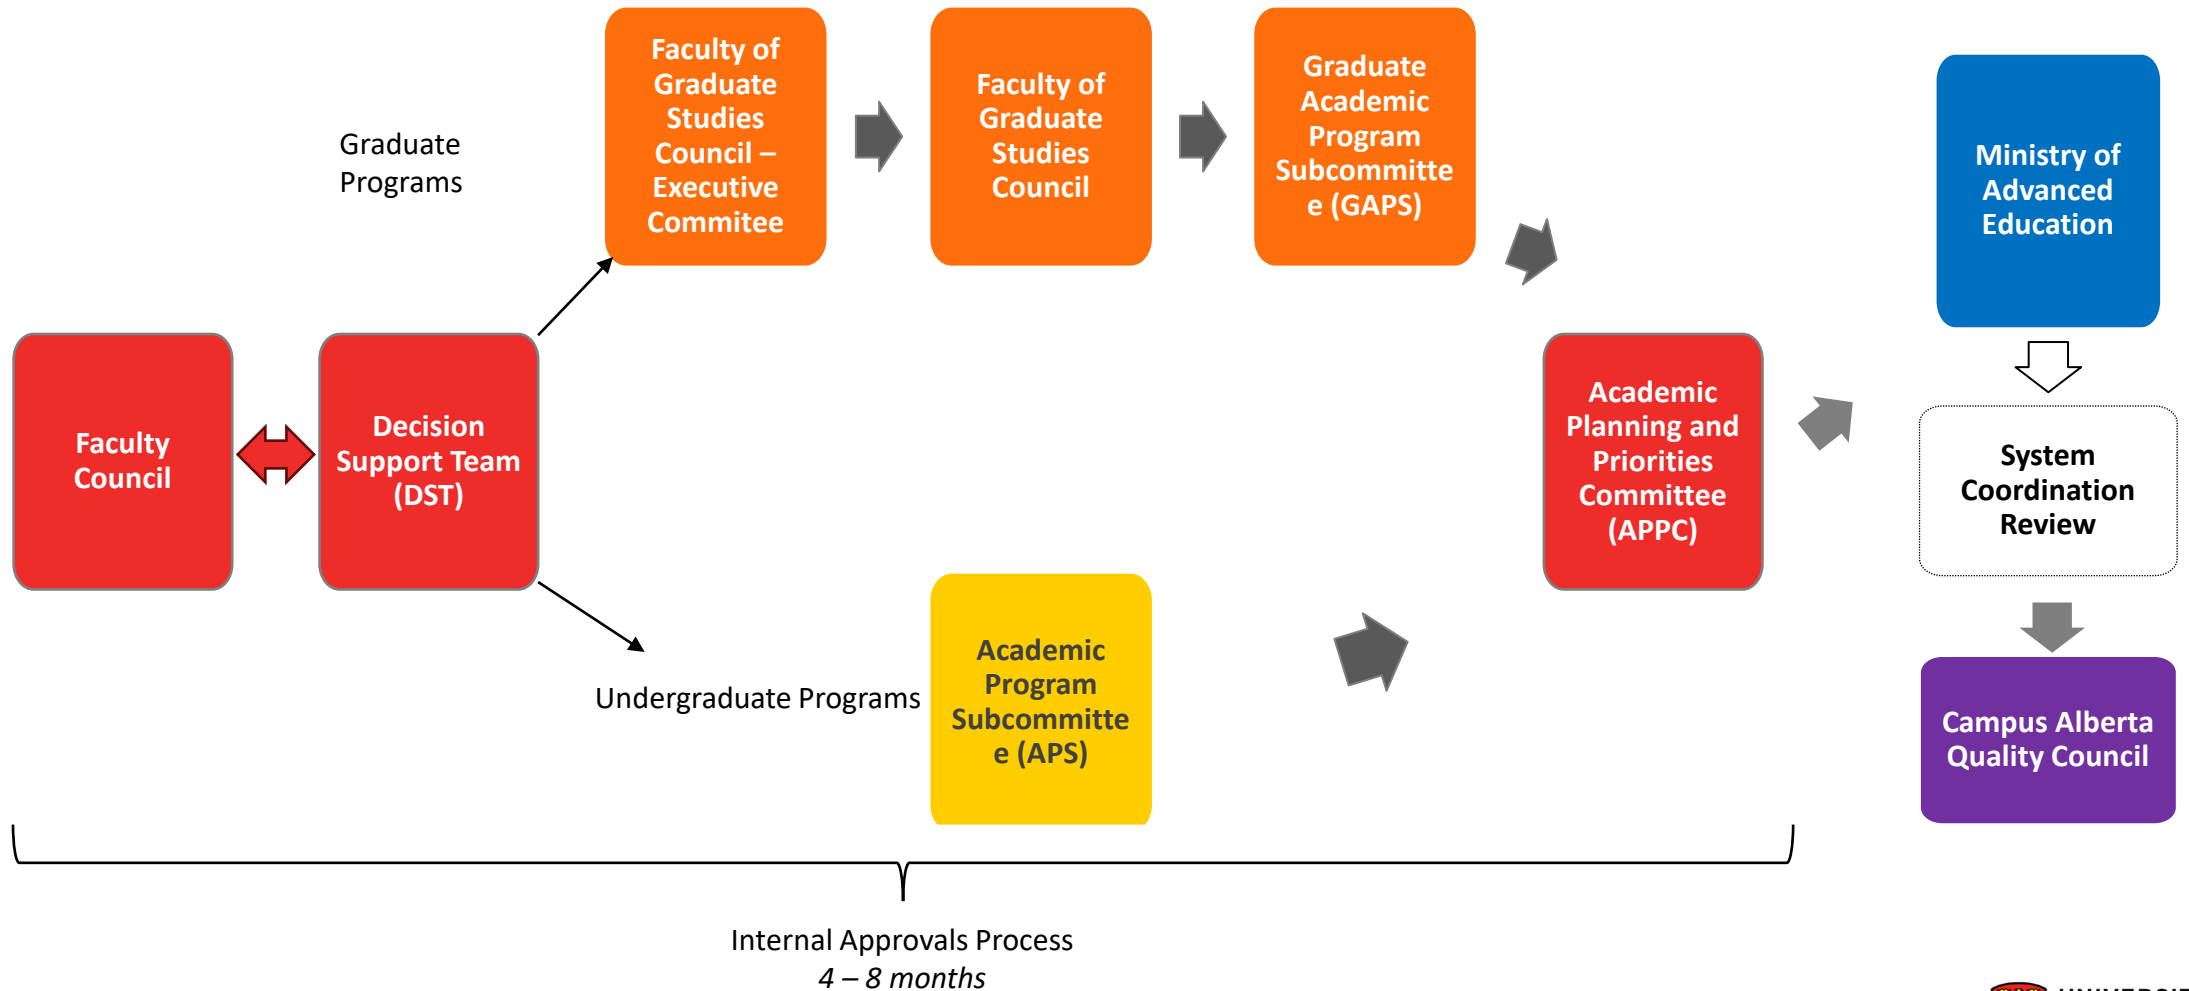 Faculty of
Graduate
Studies
Council –
Executive
Commitee
Faculty of
Graduate
Studies
Council
Graduate
Academic
Program
Subcommitte
e (GAPS)
Ministry of
Advanced
Education
Graduate
Programs
Faculty
Council
Decision
Support Team
(DST)
Academic
Planning and
Priorities
Committee
(APPC)
System
Coordination
Review
Undergraduate Programs
Academic
Program
Subcommitte
e (APS)
Campus Alberta
Quality Council
Internal Approvals Process
4 – 8 months